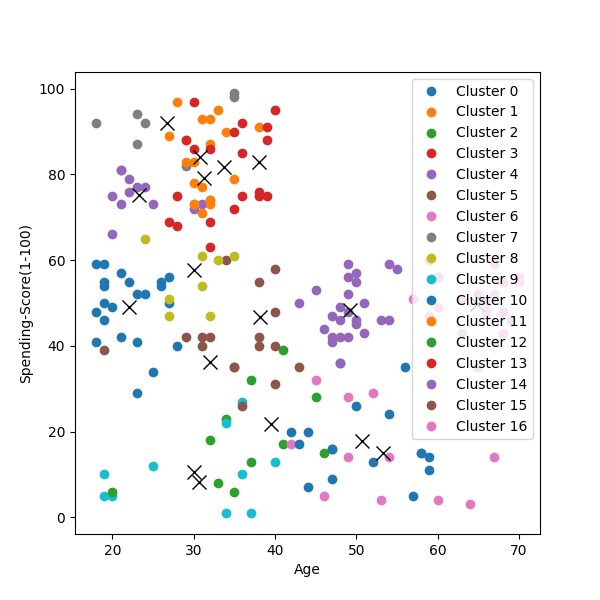 100
80
60
40
20
0
Spending-Score(1-100)
20 30 40 50 60 70
Age
Cluster 0
Cluster 1
Cluster 2
Cluster 3
Cluster 4
Cluster 5
Cluster 6
Cluster 7
Cluster 8
Cluster 9
Cluster 10
Cluster 11
Cluster 12
Cluster 13
Cluster 14
Cluster 15
Cluster 16